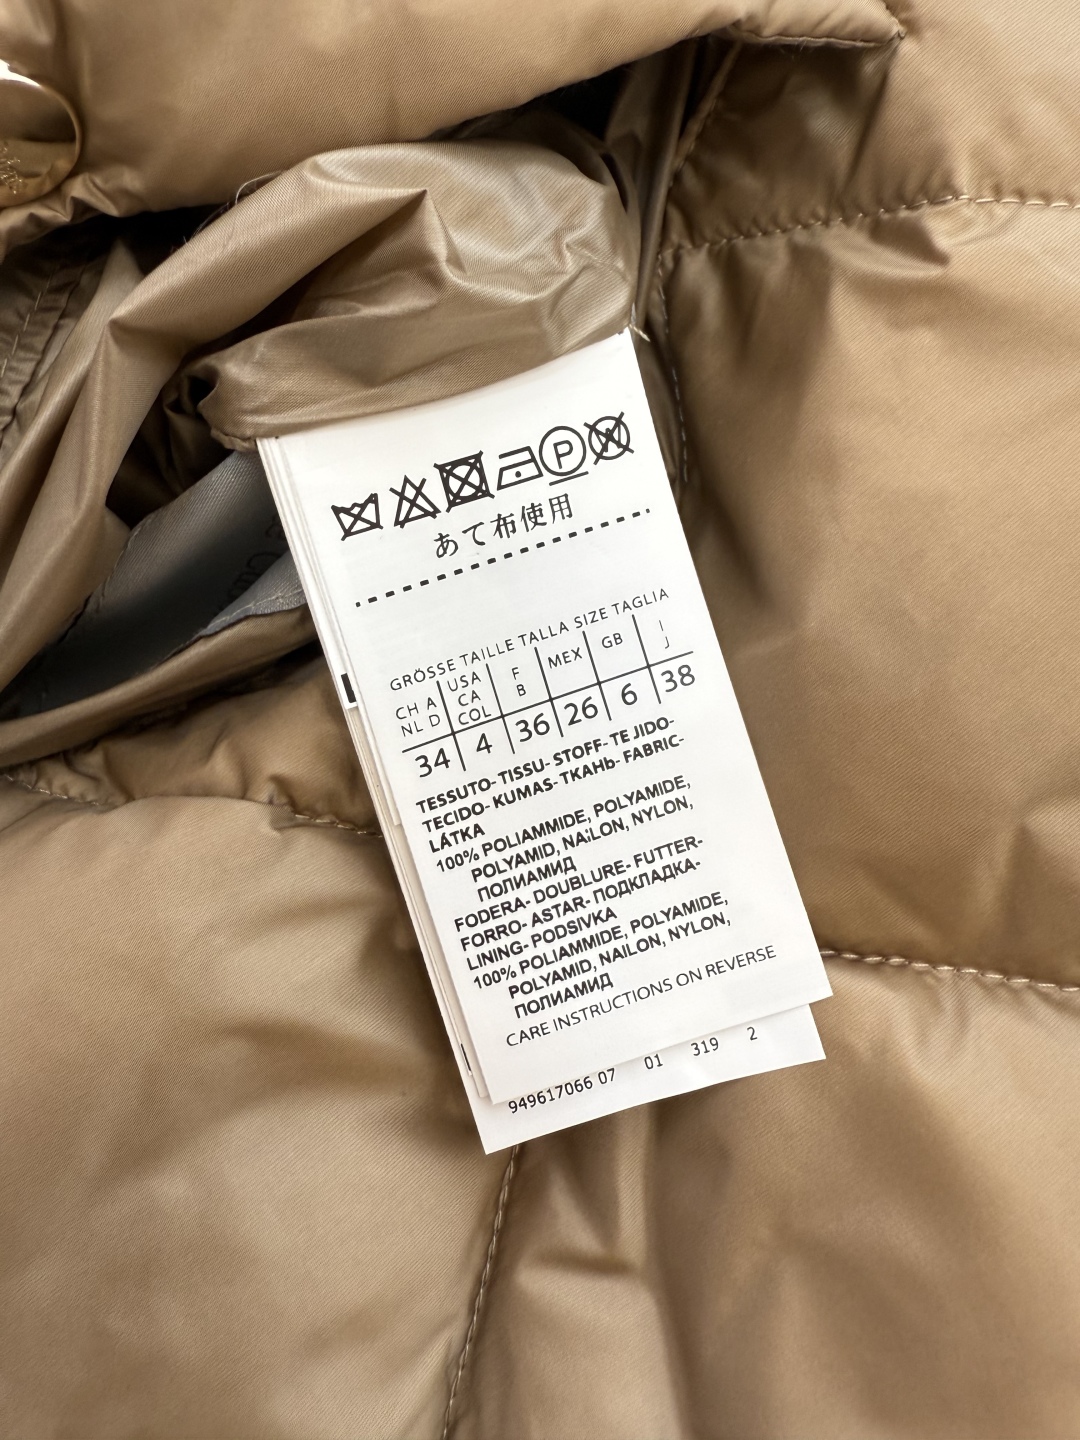 P
W
あて布使用
GRÖSSE TAILLE TALLA SIZE TAGLIA
CH A NL D
USA CA COL
F B
MEX
GB
I J
34 4 36 26 6 38
TESSUTO- TISSU- STOFF- TE JIDO-
TECIDO- KUMAS- TKAHb- FABRIC-
LÁTKA
100% POLIAMMIDE, POLYAMIDE,
POLYAMID, NAiLON, NYLON,
ПОЛИАМИД
FODERA- DOUBLURE- FUTTER-
FORRO- ASTAR- ПОДКЛАДКА-
LINING- PODSIVKA
100% POLIAMMIDE, POLYAMIDE,
POLYAMID, NAILON, NYLON,
ПОЛИАМИД
CARE INSTRUCTIONS ON REVERSE
949617066 07 01 319 2